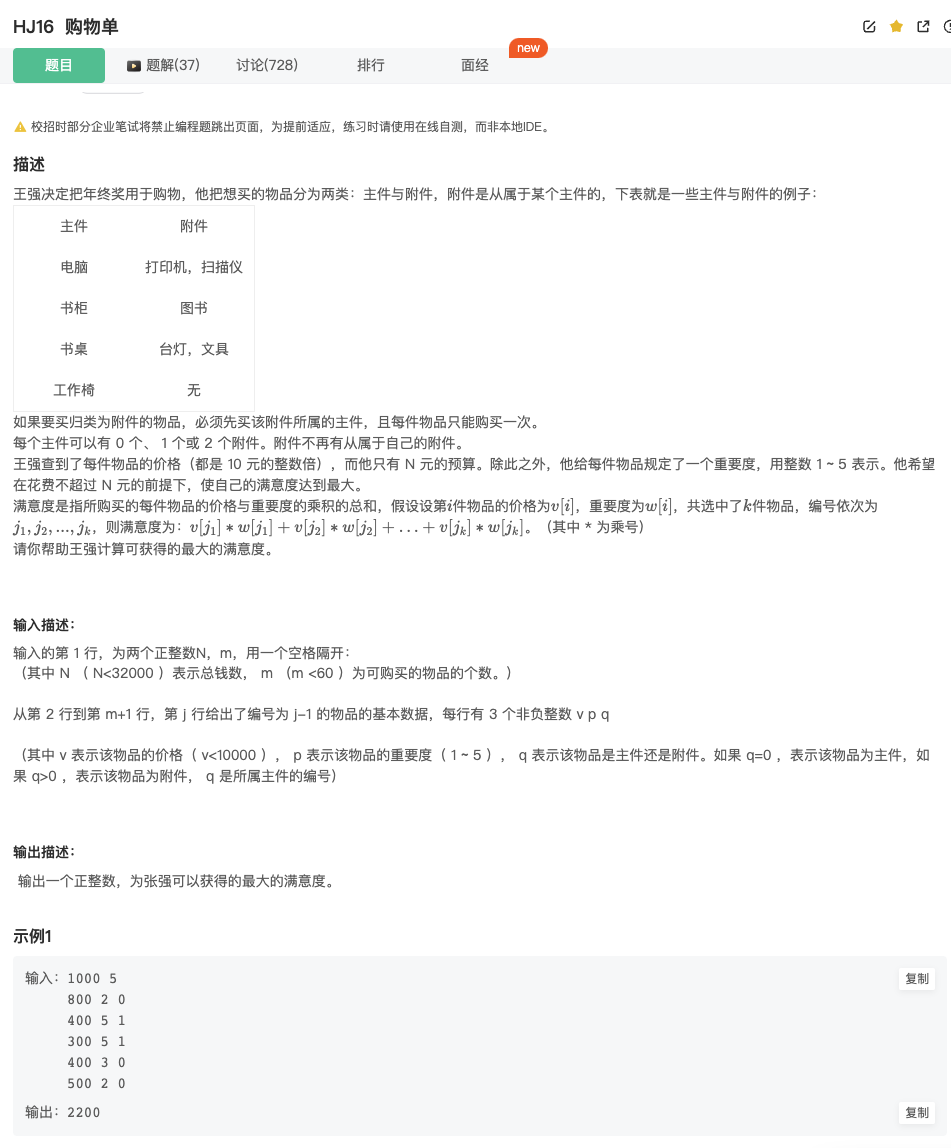 HJ16 购物单
题目 题解(37) 讨论(728) 排行 面经 new
校招时部分企业笔试将禁止编程题跳出页面，为提前适应，练习时请使用在线自测，而非本地IDE。
描述
王强决定把年终奖用于购物，他把想买的物品分为两类：主件与附件，附件是从属于某个主件的，下表就是一些主件与附件的例子：
主件 附件
电脑 打印机，扫描仪
书柜 图书
书桌 台灯，文具
工作椅 无
如果要买归类为附件的物品，必须先买该附件所属的主件，且每件物品只能购买一次。
每个主件可以有 0 个、 1 个或 2 个附件。附件不再有从属于自己的附件。
王强查到了每件物品的价格（都是 10 元的整数倍），而他只有 N 元的预算。除此之外，他给每件物品规定了一个重要度，用整数 1 ~ 5 表示。他希望
在花费不超过 N 元的前提下，使自己的满意度达到最大。
满意度是指所购买的每件物品的价格与重要度的乘积的总和，假设设第i件物品的价格为v[i]，重要度为w[i]，共选中了k件物品，编号依次为
j₁, j₂, ..., jₖ，则满意度为：v[j₁] * w[j₁] + v[j₂] * w[j₂] + ... + v[jₖ] * w[jₖ]。（其中 * 为乘号）
请你帮助王强计算可获得的最大的满意度。
输入描述：
输入的第 1 行，为两个正整数N，m，用一个空格隔开：
（其中 N （ N<32000 ）表示总钱数， m （m <60 ）为可购买的物品的个数。）
从第 2 行到第 m+1 行，第 j 行给出了编号为 j-1 的物品的基本数据，每行有 3 个非负整数 v p q
（其中 v 表示该物品的价格（ v<10000 ）， p 表示该物品的重要度（ 1 ~ 5 ）， q 表示该物品是主件还是附件。如果 q=0 ，表示该物品为主件，如
果 q>0 ，表示该物品为附件， q 是所属主件的编号）
输出描述：
输出一个正整数，为张强可以获得的最大的满意度。
示例1
输入：1000 5 复制
800 2 0
400 5 1
300 5 1
400 3 0
500 2 0
输出：2200 复制